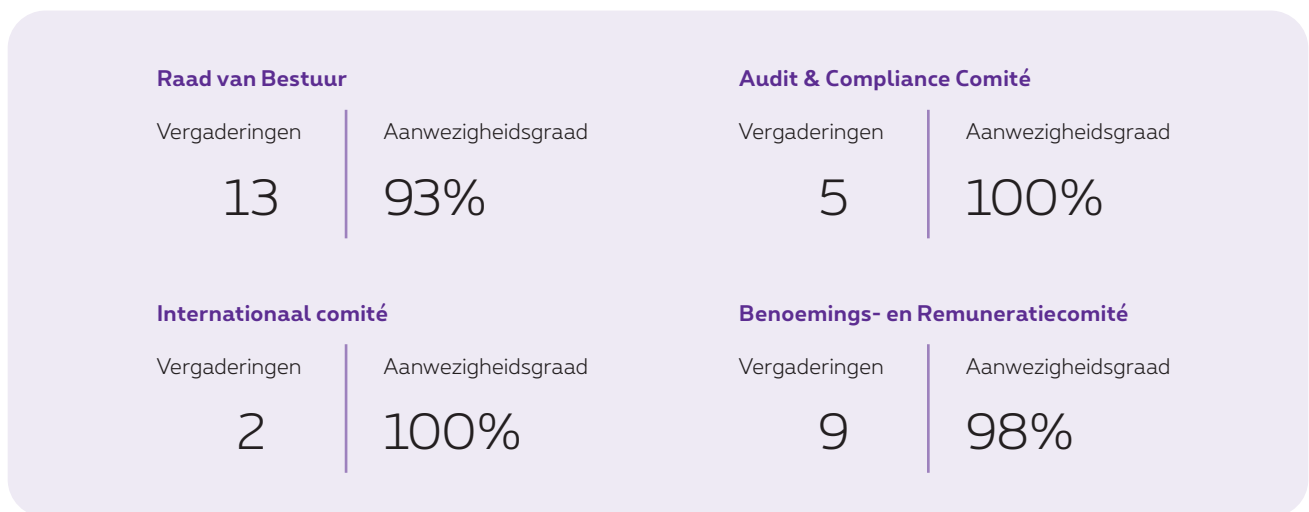 Raad van Bestuur
Vergaderingen
Aanwezigheidsgraad
13
93%
Audit & Compliance Comité
Vergaderingen
Aanwezigheidsgraad
5
100%
Internationaal comité
Vergaderingen
Aanwezigheidsgraad
2
100%
Benoemings- en Remuneratiecomité
Vergaderingen
Aanwezigheidsgraad
9
98%